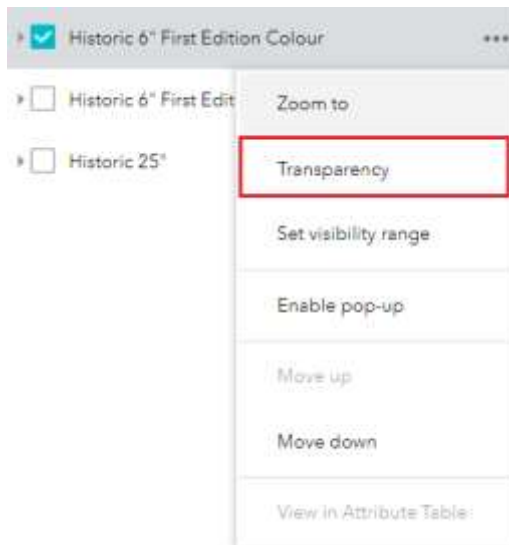 Historic 6" First Edition Colour
Historic 6" First Edit
Historic 25"
Zoom to
Transparency
Set visibility range
Enable pop-up
Move up
Move down
View in Attribute Table